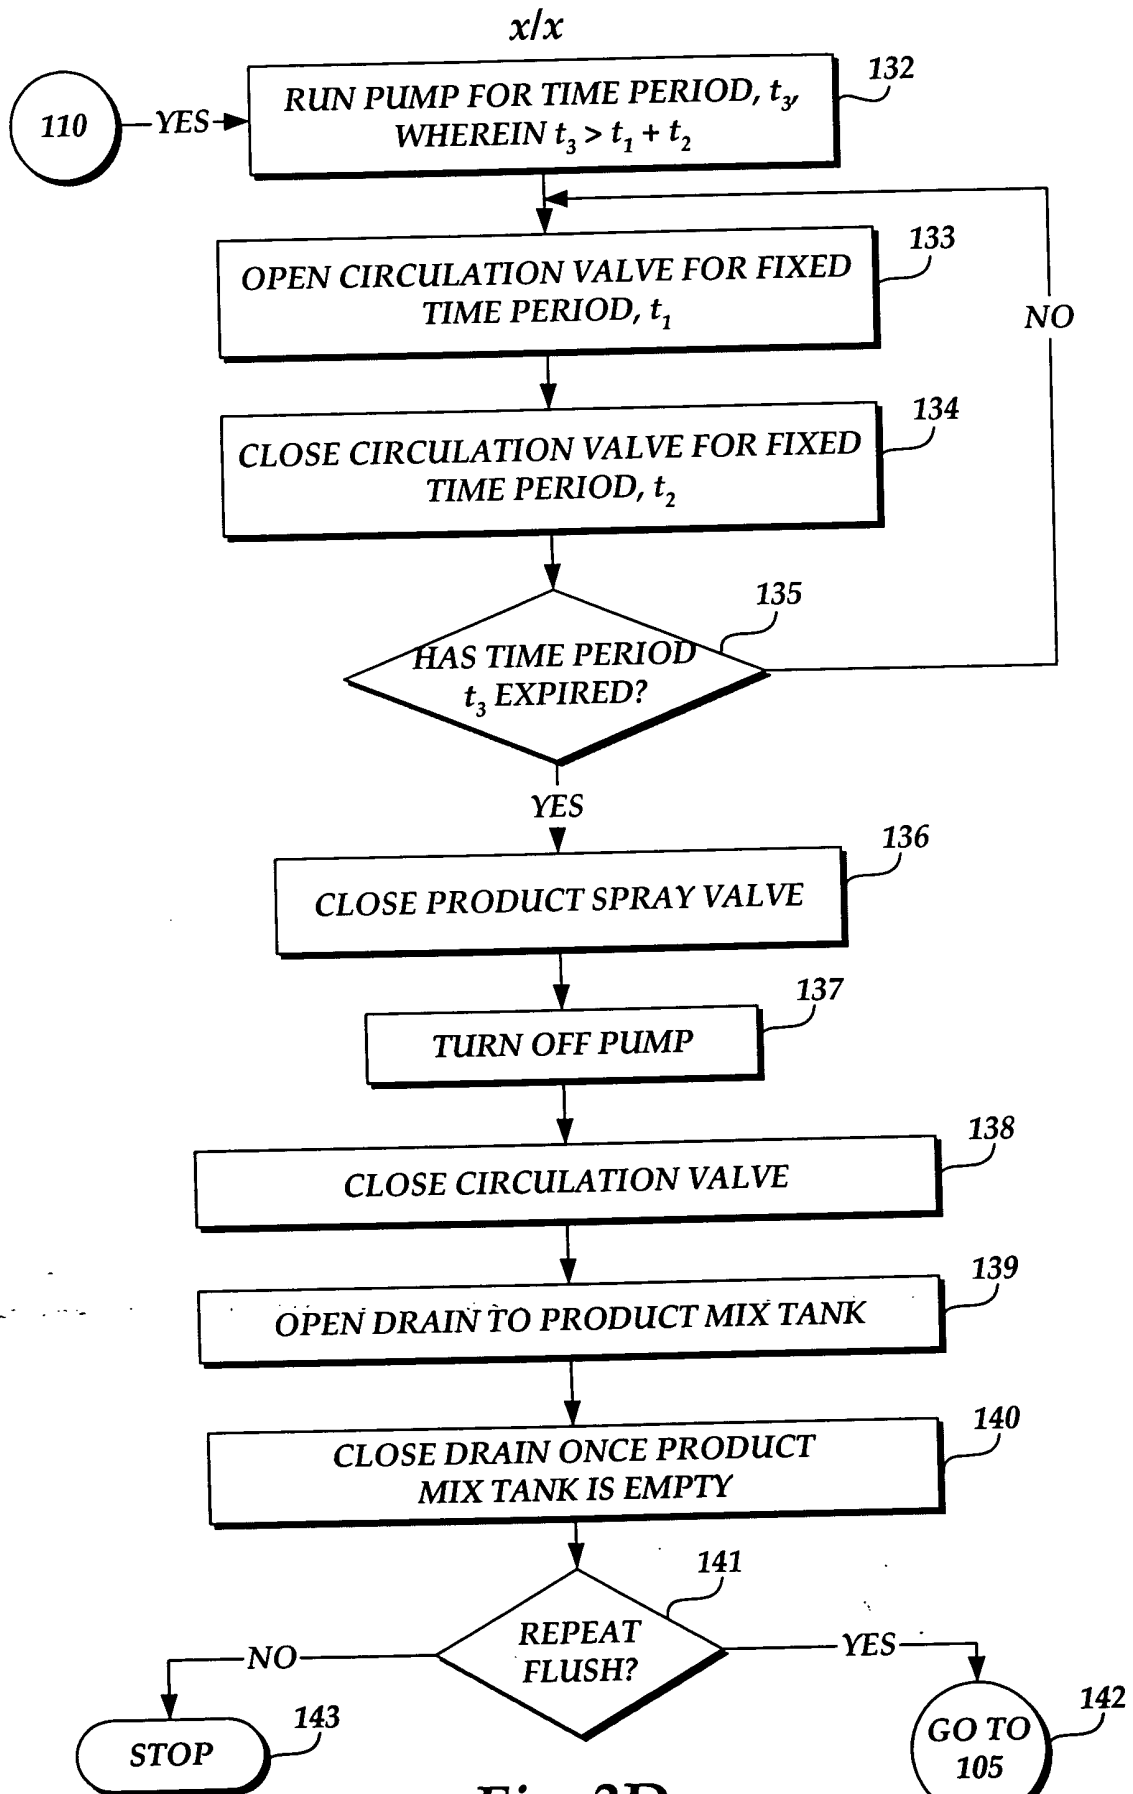 x/x
110
YES
RUN PUMP FOR TIME PERIOD, t₃,
WHEREIN t₃ > t₁ + t₂
132
OPEN CIRCULATION VALVE FOR FIXED
TIME PERIOD, t₁
133
NO
CLOSE CIRCULATION VALVE FOR FIXED
TIME PERIOD, t₂
134
HAS TIME PERIOD
t₃ EXPIRED?
135
YES
CLOSE PRODUCT SPRAY VALVE
136
TURN OFF PUMP
137
CLOSE CIRCULATION VALVE
138
OPEN DRAIN TO PRODUCT MIX TANK
139
CLOSE DRAIN ONCE PRODUCT
MIX TANK IS EMPTY
140
REPEAT
FLUSH?
141
NO
YES
STOP
143
GO TO
105
142